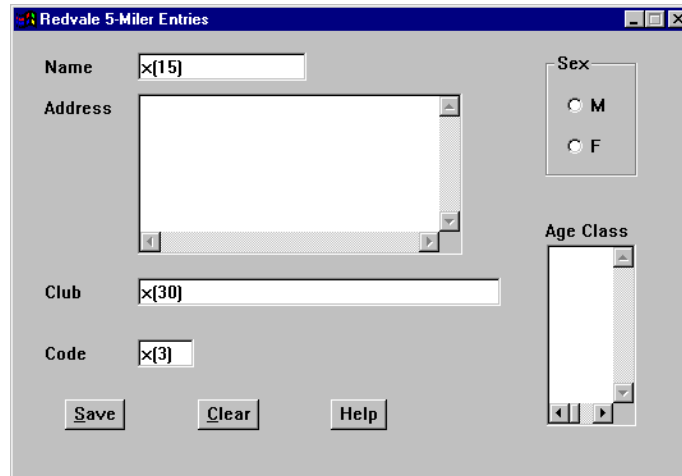 Redvale 5-Miler Entries
Name x(15)
Sex
M
F
Address
Age Class
Club x(30)
Code x(3)
Save Clear Help